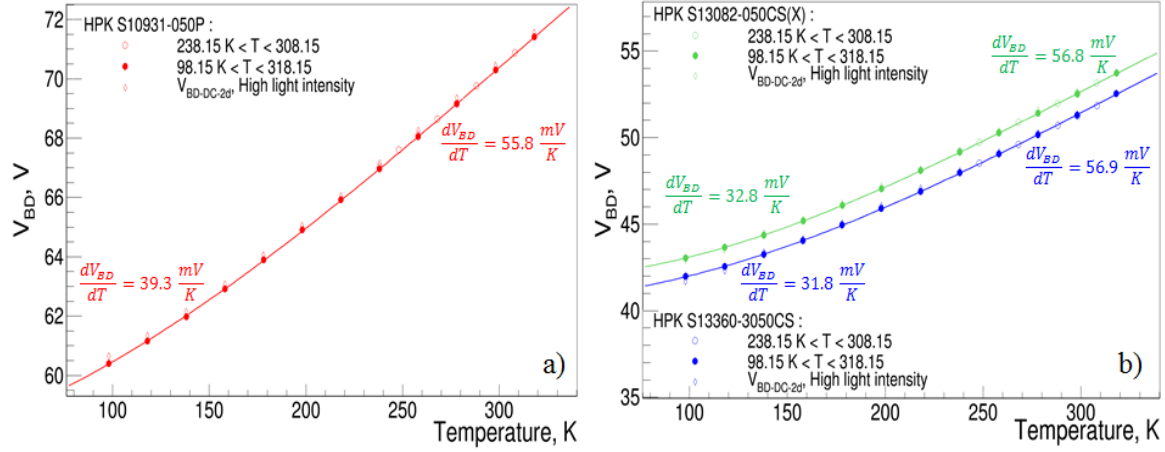 HPK S10931-050P :
238.15 K < T < 308.15
98.15 K < T < 318.15
V_BD-DC-2d, High light intensity
dV_BD/dT = 55.8 mV/K
dV_BD/dT = 39.3 mV/K
72
70
68
66
64
62
60
V_BD, V
100 150 200 250 300
Temperature, K
a)
HPK S13082-050CS(X) :
238.15 K < T < 308.15
98.15 K < T < 318.15
V_BD-DC-2d, High light intensity
dV_BD/dT = 56.8 mV/K
dV_BD/dT = 32.8 mV/K
dV_BD/dT = 56.9 mV/K
dV_BD/dT = 31.8 mV/K
HPK S13360-3050CS :
238.15 K < T < 308.15
98.15 K < T < 318.15
V_BD-DC-2d, High light intensity
55
50
45
40
35
V_BD, V
100 150 200 250 300
Temperature, K
b)